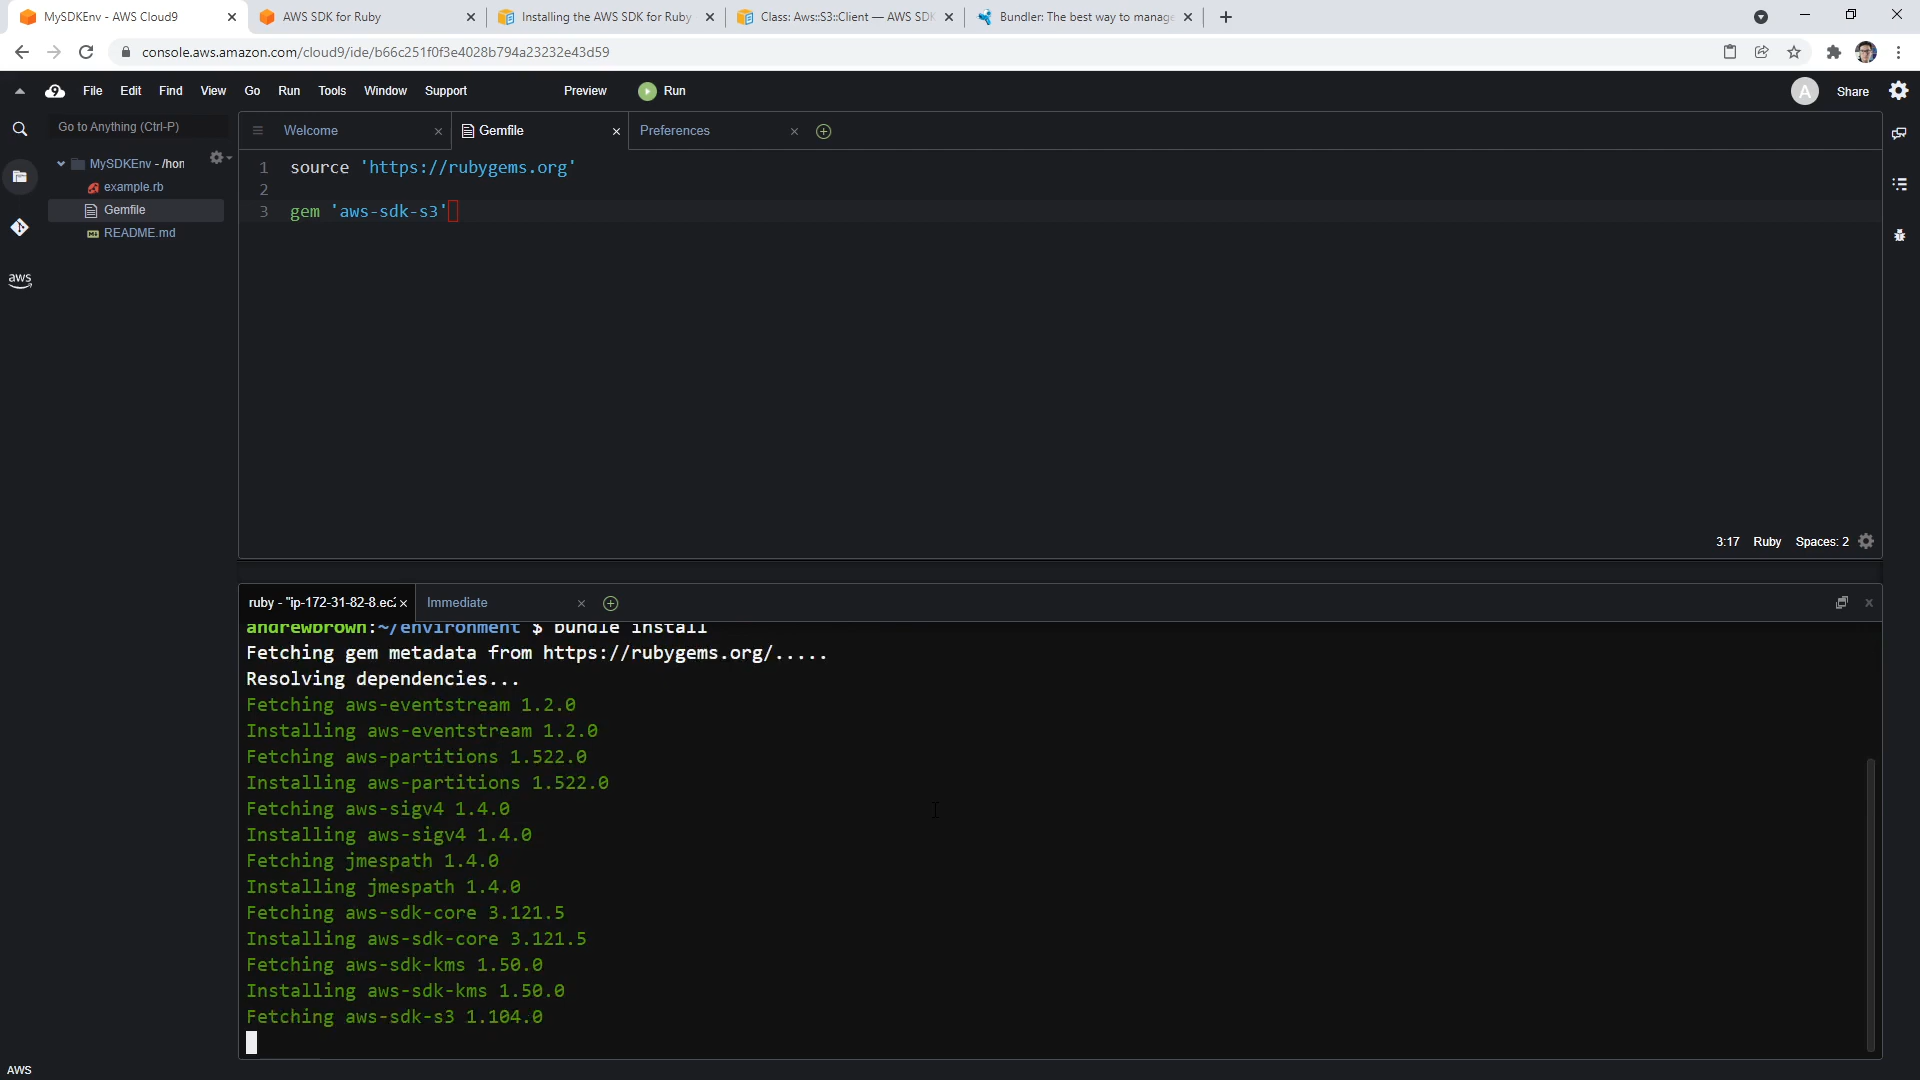 MySDKEnv - AWS Cloud9
AWS SDK for Ruby
Installing the AWS SDK for Ruby
Class: Aws::S3::Client — AWS SDK
Bundler: The best way to manage
console.aws.amazon.com/cloud9/ide/b66c251f0f3e4028b794a23232e43d59
9 File Edit Find View Go Run Tools Window Support Preview Run A Share
Go to Anything (Ctrl-P)
Welcome
Gemfile
Preferences
MySDKEnv - /hon
example.rb
Gemfile
README.md
aws
1 source 'https://rubygems.org'
2
3 gem 'aws-sdk-s3'
3:17 Ruby Spaces: 2
ruby - "ip-172-31-82-8.ec2
Immediate
andrewbrown:~/environment $ bundle install
Fetching gem metadata from https://rubygems.org/.....
Resolving dependencies...
Fetching aws-eventstream 1.2.0
Installing aws-eventstream 1.2.0
Fetching aws-partitions 1.522.0
Installing aws-partitions 1.522.0
Fetching aws-sigv4 1.4.0
Installing aws-sigv4 1.4.0
Fetching jmespath 1.4.0
Installing jmespath 1.4.0
Fetching aws-sdk-core 3.121.5
Installing aws-sdk-core 3.121.5
Fetching aws-sdk-kms 1.50.0
Installing aws-sdk-kms 1.50.0
Fetching aws-sdk-s3 1.104.0
AWS